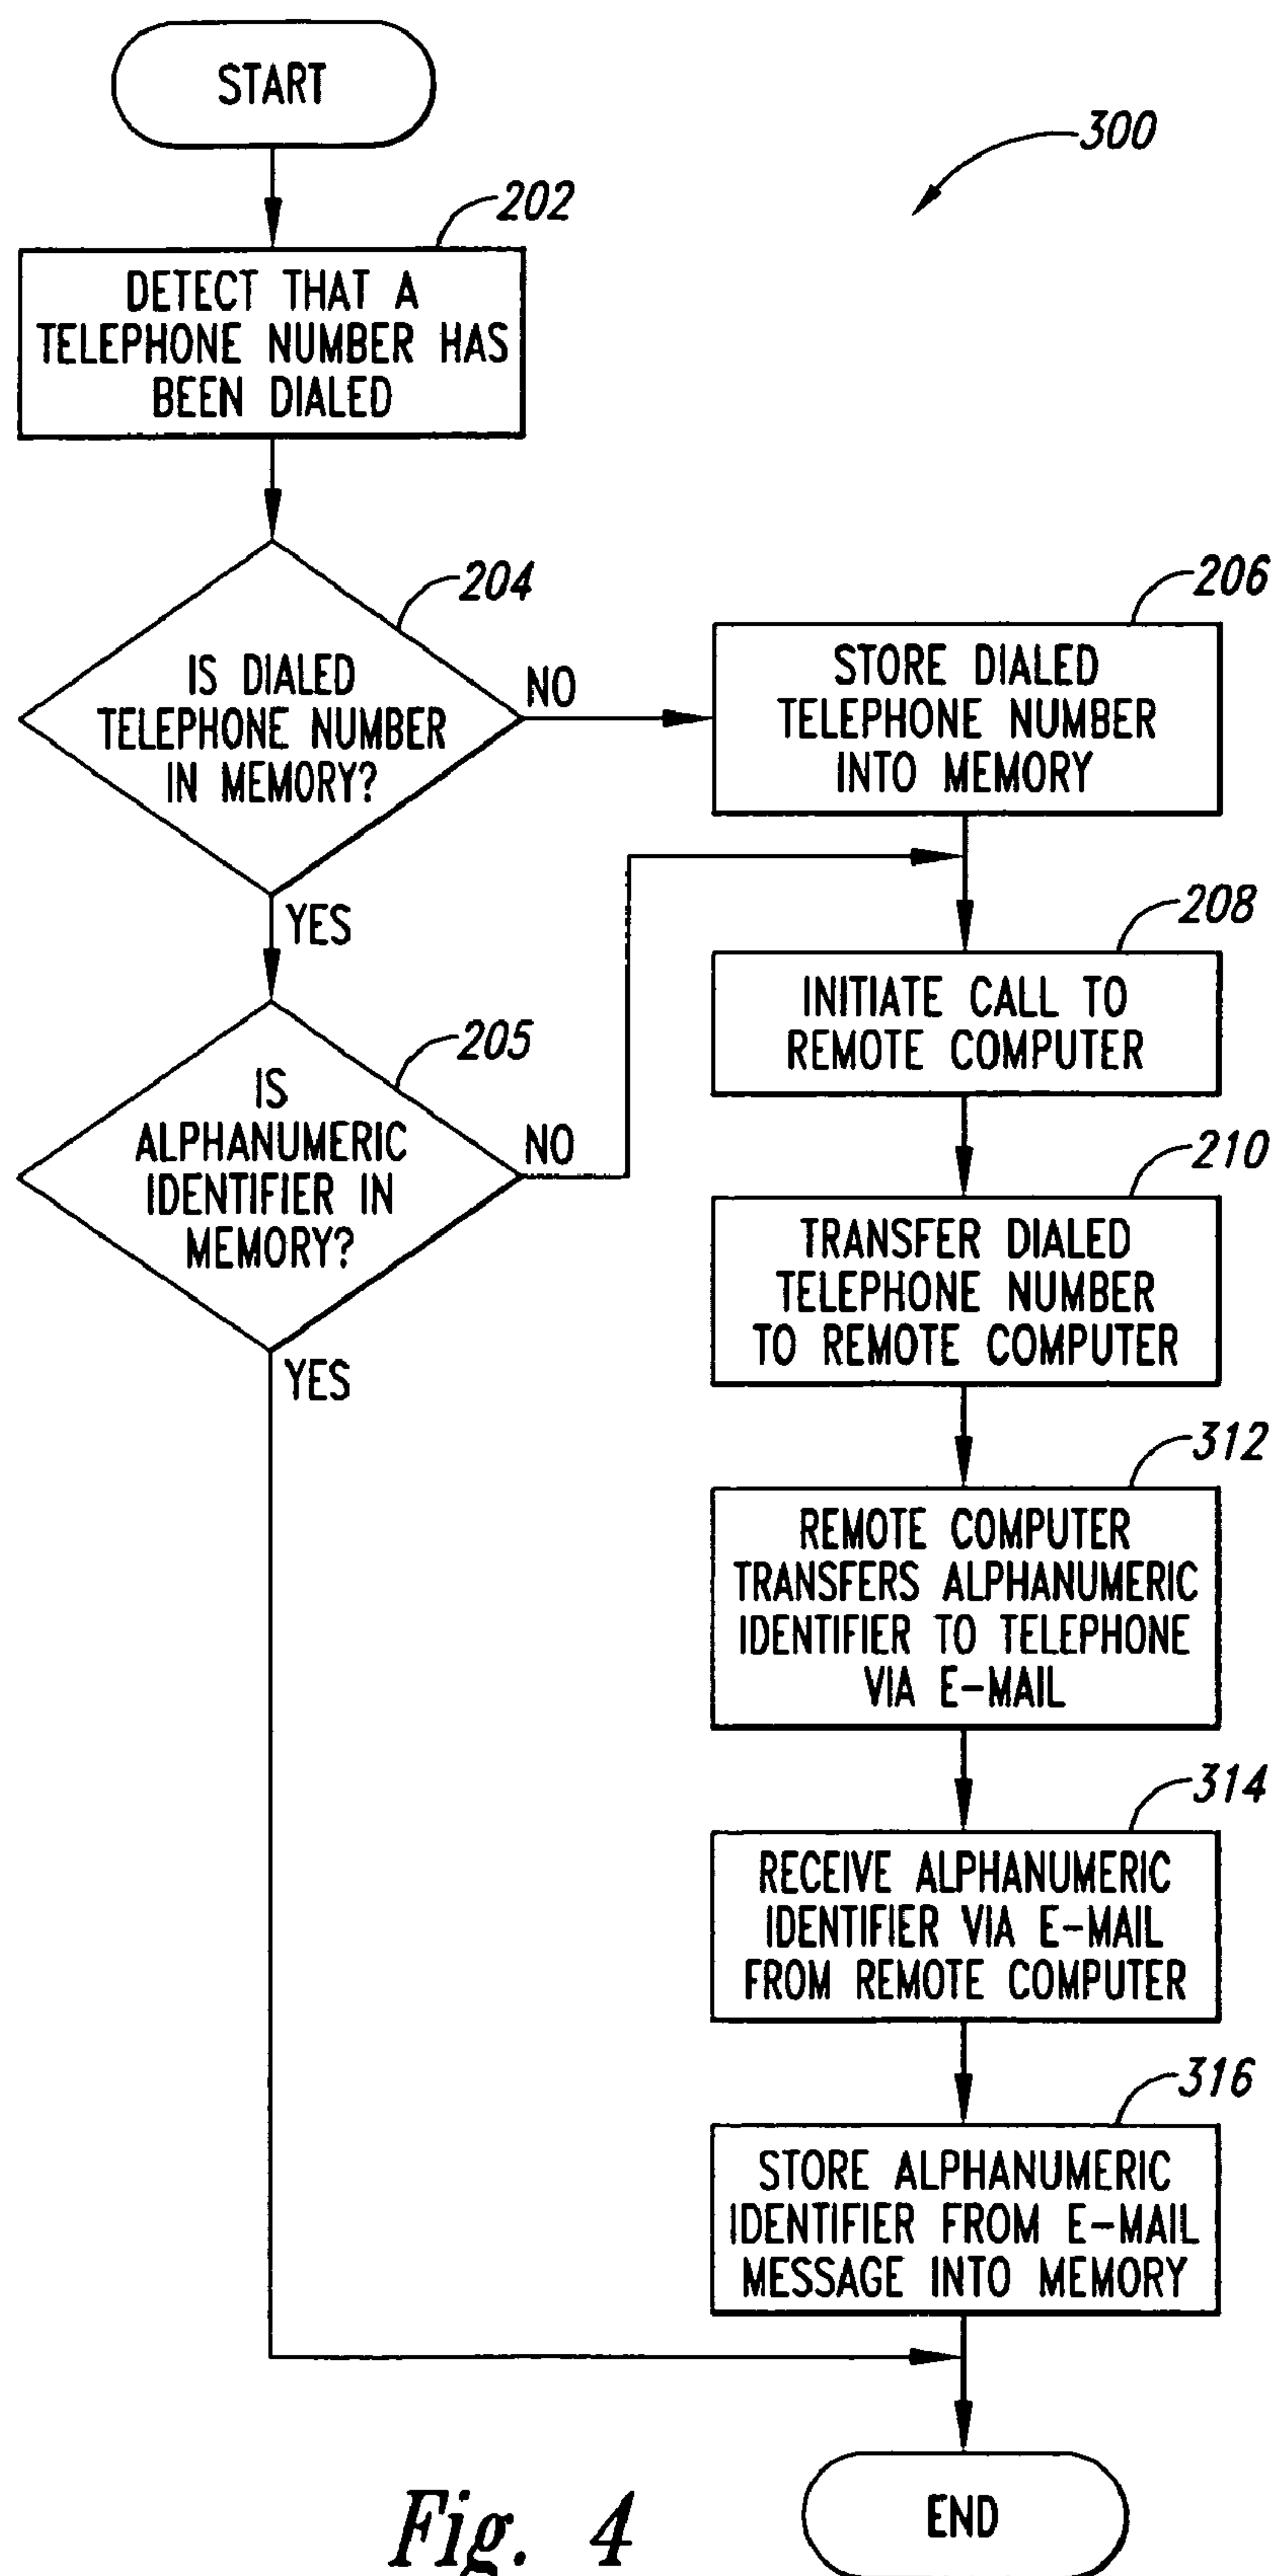 START
300
202
DETECT THAT A
TELEPHONE NUMBER HAS
BEEN DIALED
204
IS DIALED
TELEPHONE NUMBER
IN MEMORY?
NO
YES
206
STORE DIALED
TELEPHONE NUMBER
INTO MEMORY
205
IS
ALPHANUMERIC
IDENTIFIER IN
MEMORY?
NO
YES
208
INITIATE CALL TO
REMOTE COMPUTER
210
TRANSFER DIALED
TELEPHONE NUMBER
TO REMOTE COMPUTER
312
REMOTE COMPUTER
TRANSFERS ALPHANUMERIC
IDENTIFIER TO TELEPHONE
VIA E-MAIL
314
RECEIVE ALPHANUMERIC
IDENTIFIER VIA E-MAIL
FROM REMOTE COMPUTER
316
STORE ALPHANUMERIC
IDENTIFIER FROM E-MAIL
MESSAGE INTO MEMORY
END
Fig. 4